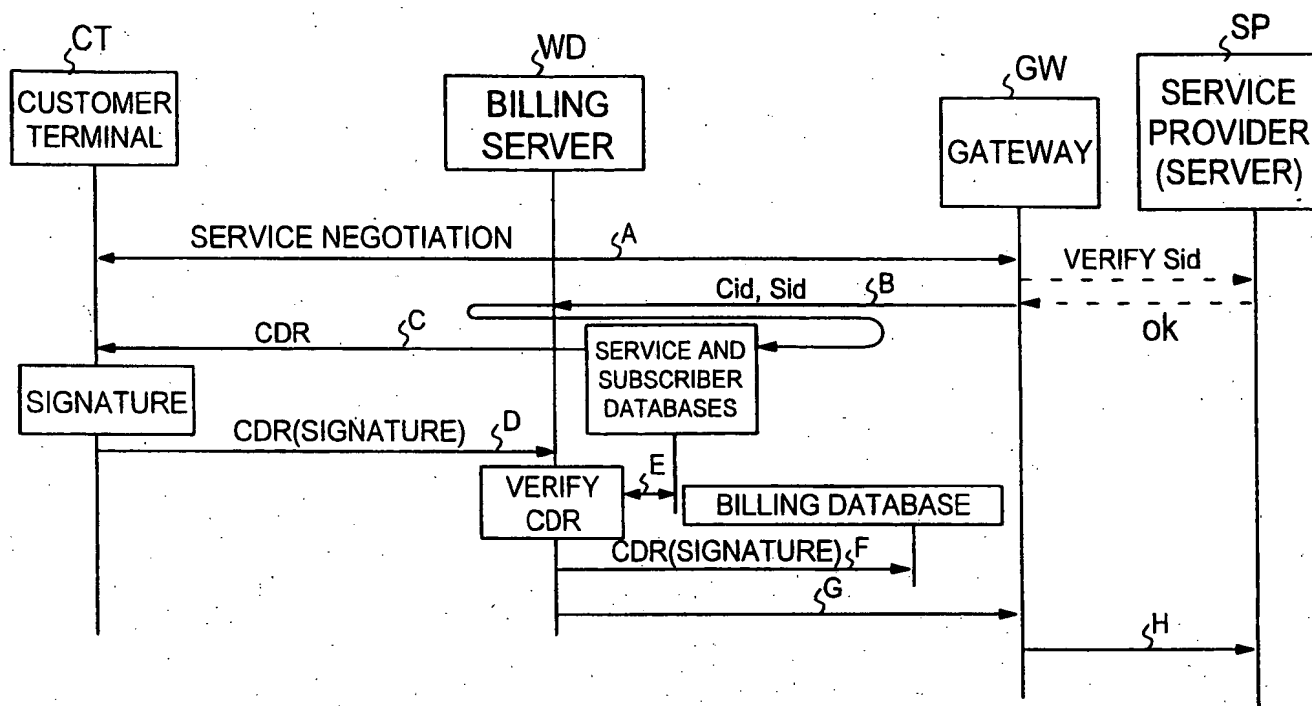 CT
WD
GW
SP
CUSTOMER
TERMINAL
BILLING
SERVER
GATEWAY
SERVICE
PROVIDER
(SERVER)
SERVICE NEGOTIATION
A
VERIFY Sid
Cid, Sid
B
ok
CDR
C
SERVICE AND
SUBSCRIBER
DATABASES
SIGNATURE
CDR(SIGNATURE)
D
VERIFY
CDR
E
BILLING DATABASE
CDR(SIGNATURE)
F
G
H